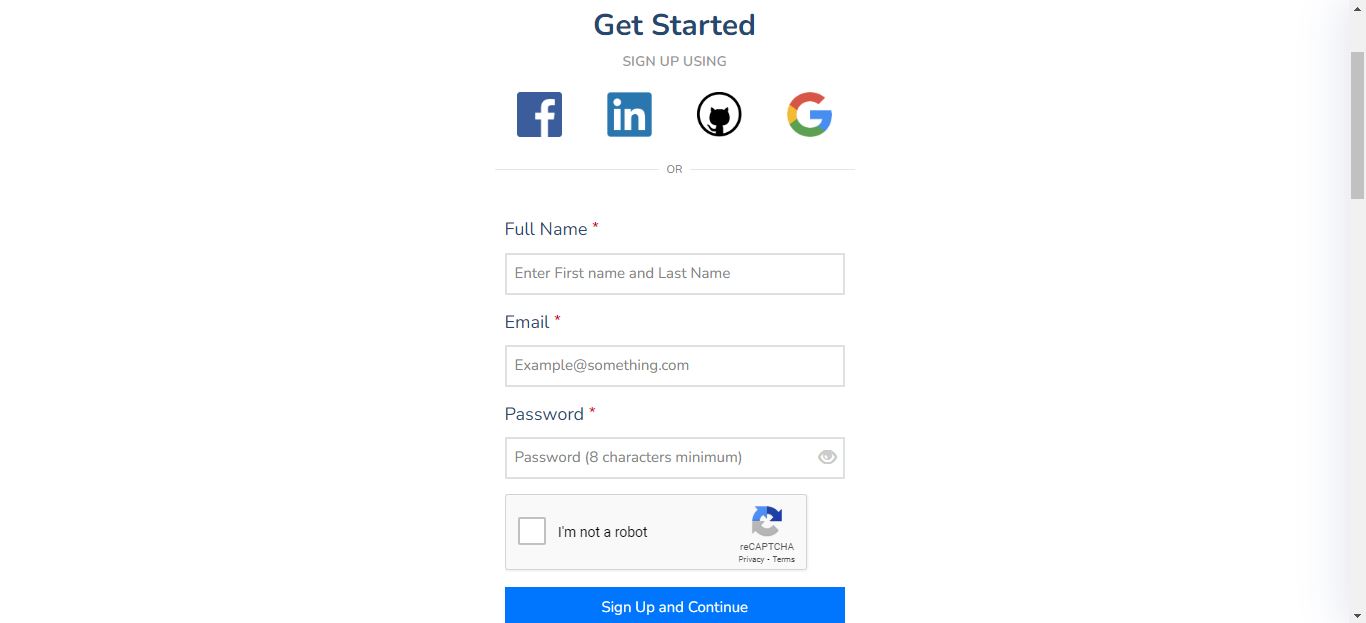 Get Started
SIGN UP USING
f in G
OR
Full Name *
Enter First name and Last Name
Email *
Example@something.com
Password *
Password (8 characters minimum)
I'm not a robot
reCAPTCHA
Privacy - Terms
Sign Up and Continue